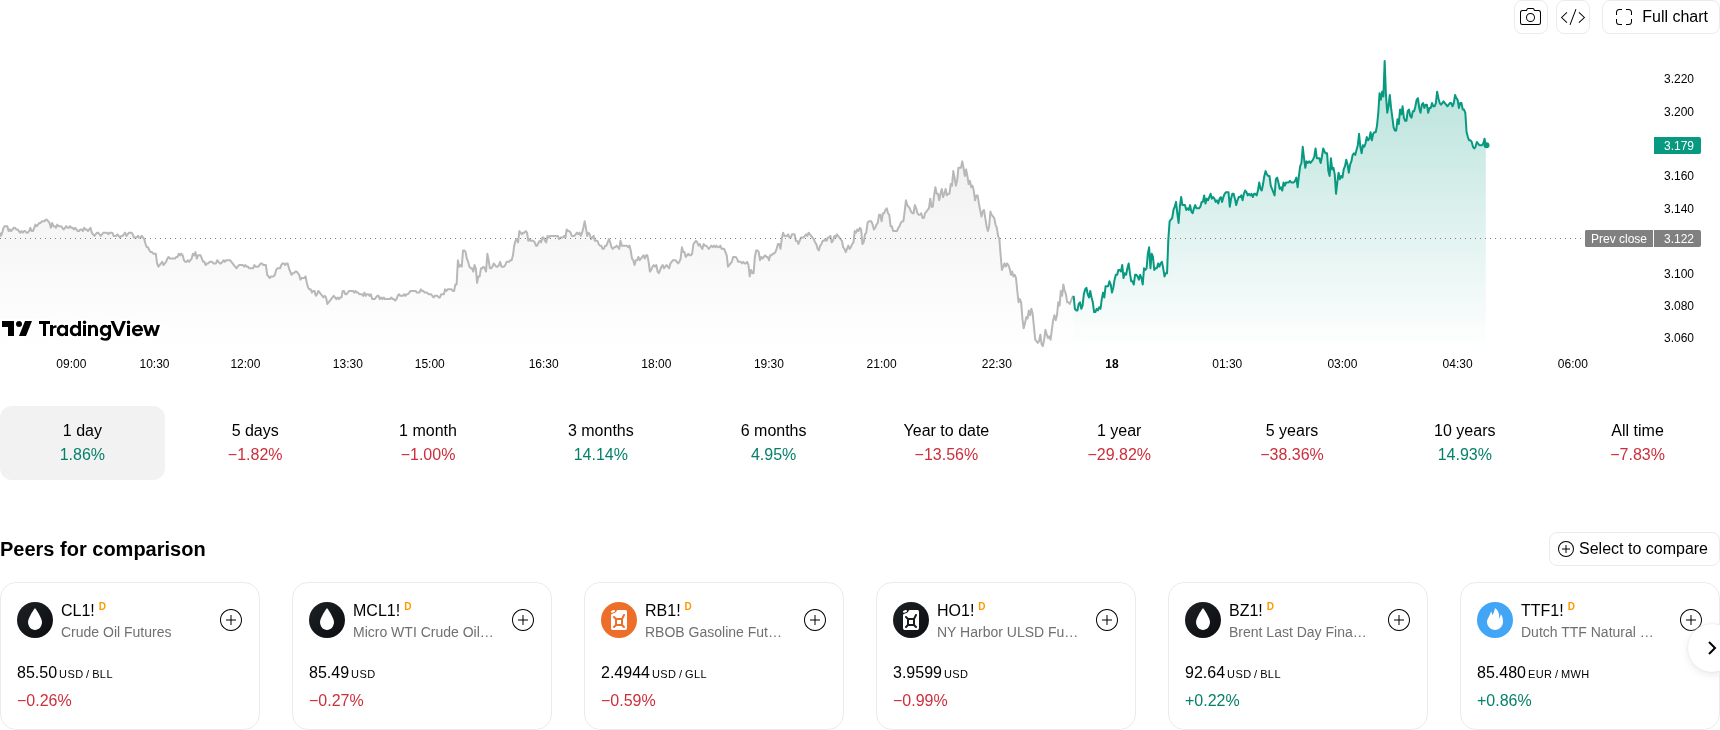 Full chart
3.220
3.200
3.179
3.160
3.140
Prev close 3.122
3.100
3.080
3.060
TradingView
09:00 10:30 12:00 13:30 15:00 16:30 18:00 19:30 21:00 22:30 18 01:30 03:00 04:30 06:00
1 day 5 days 1 month 3 months 6 months Year to date 1 year 5 years 10 years All time
1.86% −1.82% −1.00% 14.14% 4.95% −13.56% −29.82% −38.36% 14.93% −7.83%
Peers for comparison
Select to compare
CL1! D
Crude Oil Futures
85.50 USD / BLL
−0.26%
MCL1! D
Micro WTI Crude Oil…
85.49 USD
−0.27%
RB1! D
RBOB Gasoline Fut…
2.4944 USD / GLL
−0.59%
HO1! D
NY Harbor ULSD Fu…
3.9599 USD
−0.99%
BZ1! D
Brent Last Day Fina…
92.64 USD / BLL
+0.22%
TTF1! D
Dutch TTF Natural …
85.480 EUR / MWH
+0.86%